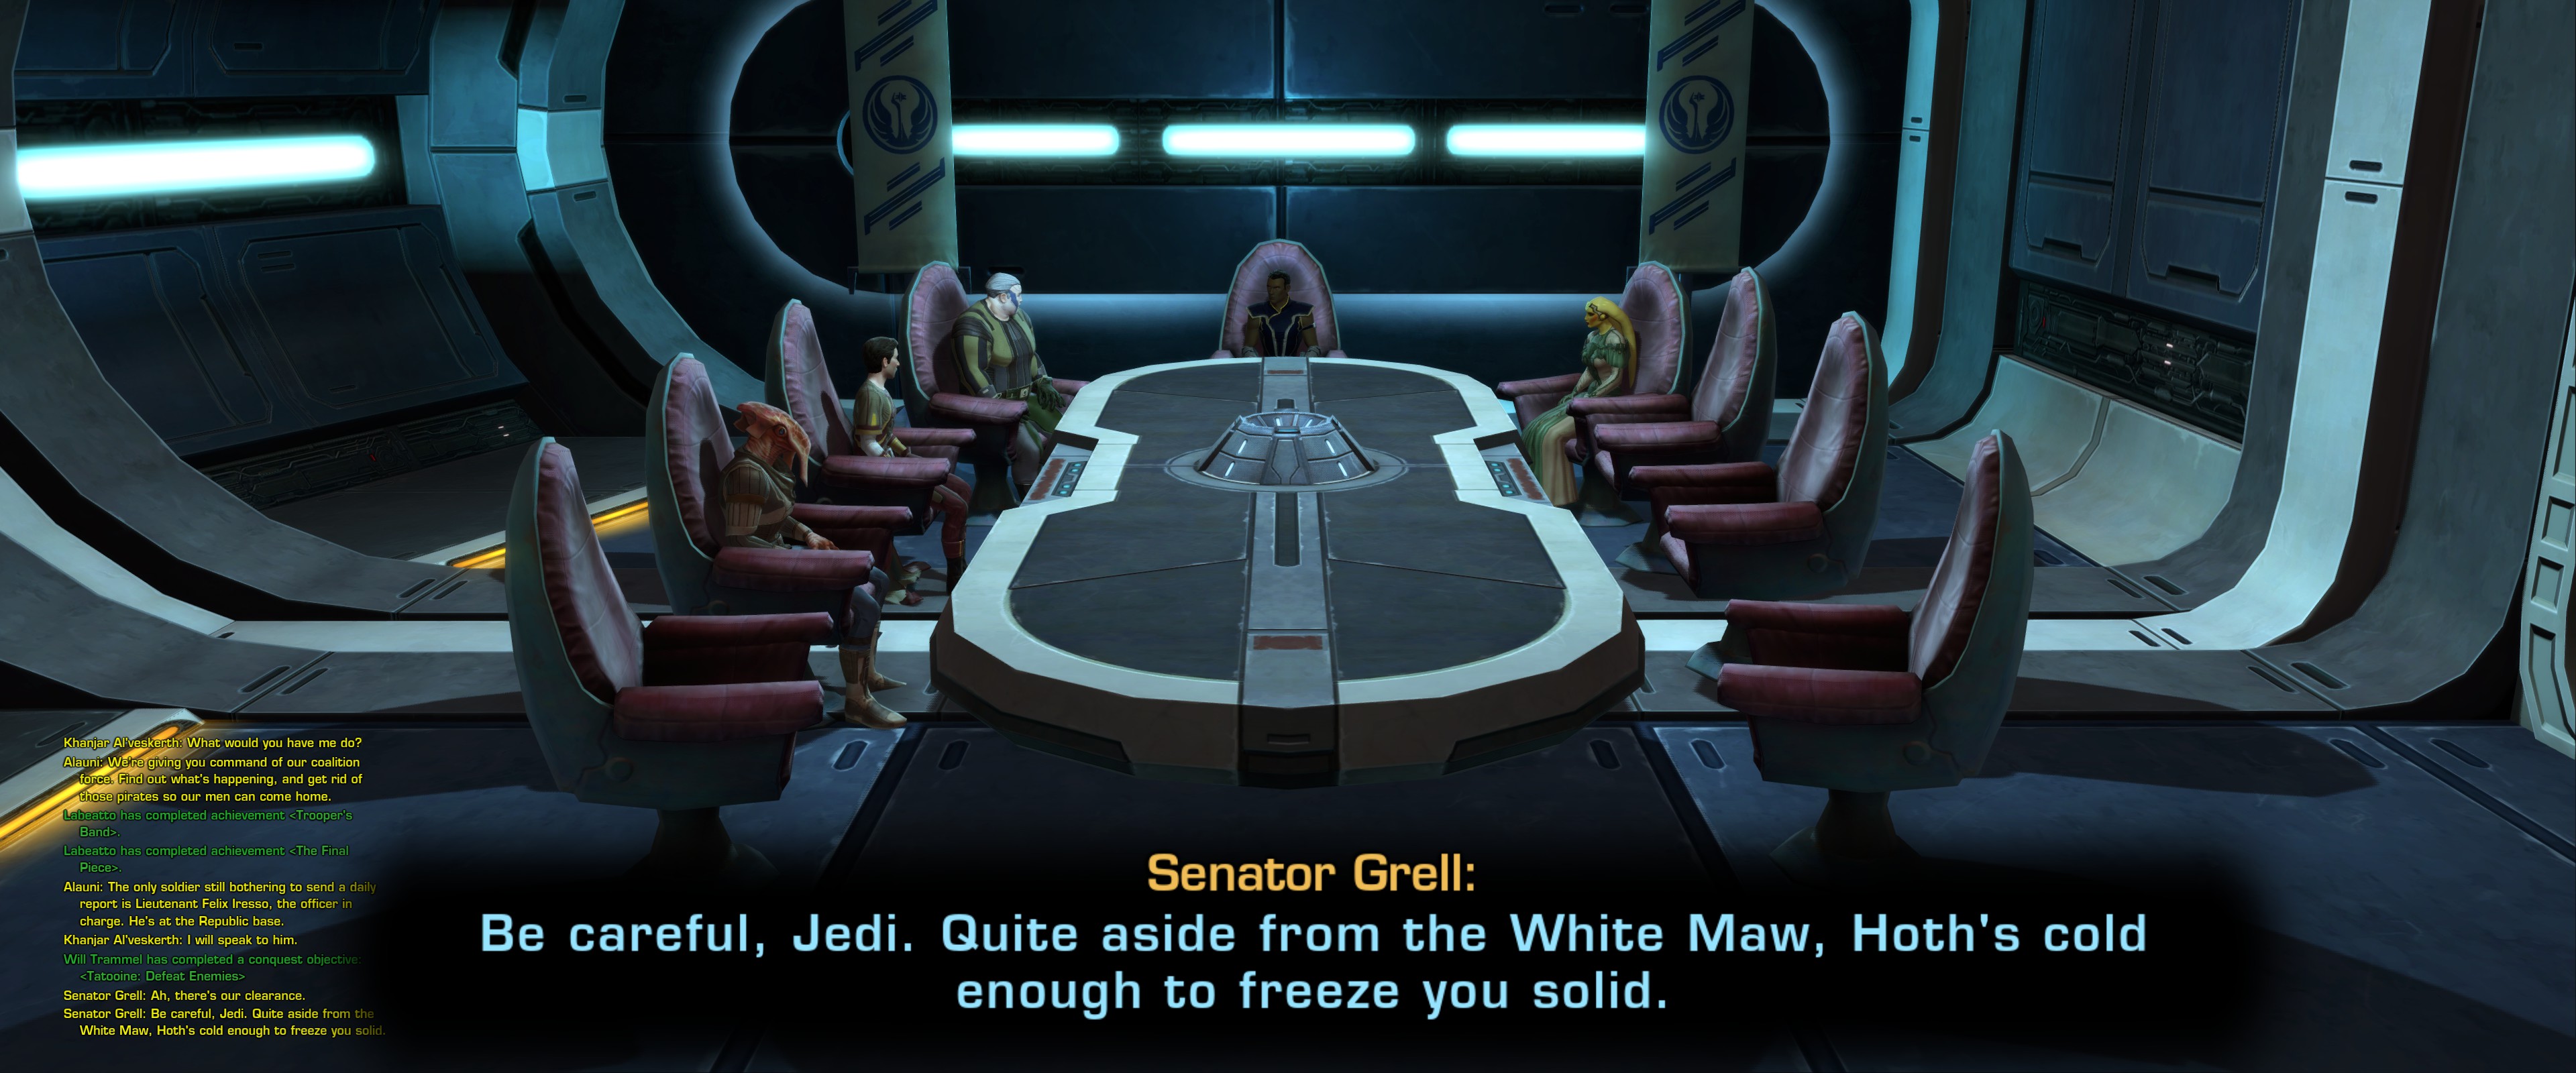 Khanjar Al'veskerth: What would you have me do?
Alauni: We're giving you command of our coalition
force. Find out what's happening, and get rid of
those pirates so our men can come home.
Labeatto has completed achievement <Trooper's
Band>.
Labeatto has completed achievement <The Final
Piece>.
Alauni: The only soldier still bothering to send a daily
report is Lieutenant Felix Iresso, the officer in
charge. He's at the Republic base.
Khanjar Al'veskerth: I will speak to him.
Will Trammel has completed a conquest objective:
<Tatooine: Defeat Enemies>
Senator Grell: Ah, there's our clearance.
Senator Grell: Be careful, Jedi. Quite aside from the
White Maw, Hoth's cold enough to freeze you solid.
Senator Grell:
Be careful, Jedi. Quite aside from the White Maw, Hoth's cold
enough to freeze you solid.